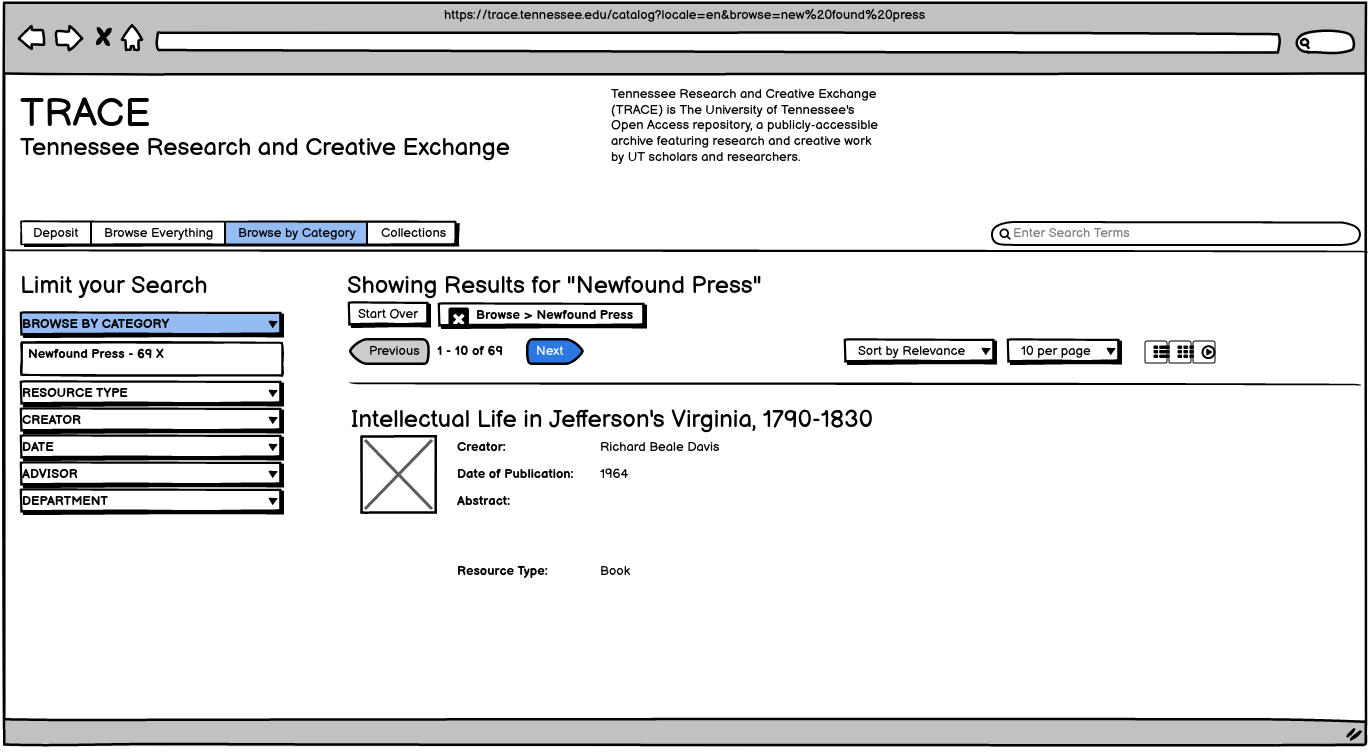 https://trace.tennessee.edu/catalog?locale=en&browse=new%20found%20press
TRACE
Tennessee Research and Creative Exchange
Tennessee Research and Creative Exchange
(TRACE) is The University of Tennessee's
Open Access repository, a publicly-accessible
archive featuring research and creative work
by UT scholars and researchers.
Deposit Browse Everything Browse by Category Collections
Enter Search Terms
Limit your Search
BROWSE BY CATEGORY
Newfound Press - 69 X
RESOURCE TYPE
CREATOR
DATE
ADVISOR
DEPARTMENT
Showing Results for "Newfound Press"
Start Over Browse > Newfound Press
Previous 1 - 10 of 69 Next Sort by Relevance 10 per page
Intellectual Life in Jefferson's Virginia, 1790-1830
Creator: Richard Beale Davis
Date of Publication: 1964
Abstract:
Resource Type: Book